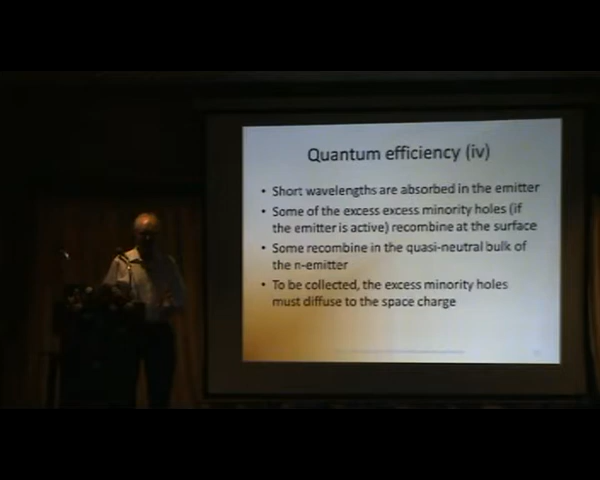 Quantum efficiency (iv)
• Short wavelengths are absorbed in the emitter
• Some of the excess excess minority holes (if
the emitter is active) recombine at the surface
• Some recombine in the quasi-neutral bulk of
the n-emitter
• To be collected, the excess minority holes
must diffuse to the space charge